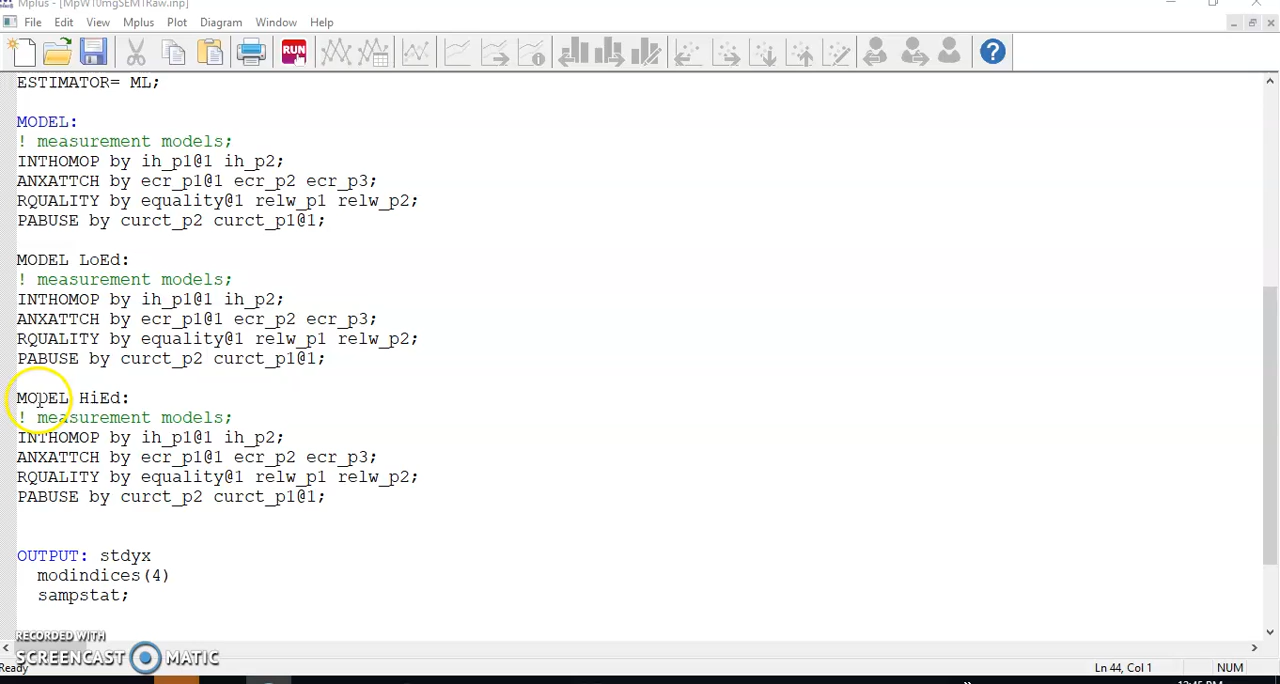 Mplus - [MpW10mgSEM1Raw.inp]
File Edit View Mplus Plot Diagram Window Help
RUN
ESTIMATOR= ML;
MODEL:
! measurement models;
INTHOMOP by ih_p1@1 ih_p2;
ANXATTCH by ecr_p1@1 ecr_p2 ecr_p3;
RQUALITY by equality@1 relw_p1 relw_p2;
PABUSE by curct_p2 curct_p1@1;
MODEL LoEd:
! measurement models;
INTHOMOP by ih_p1@1 ih_p2;
ANXATTCH by ecr_p1@1 ecr_p2 ecr_p3;
RQUALITY by equality@1 relw_p1 relw_p2;
PABUSE by curct_p2 curct_p1@1;
MODEL HiEd:
! measurement models;
INTHOMOP by ih_p1@1 ih_p2;
ANXATTCH by ecr_p1@1 ecr_p2 ecr_p3;
RQUALITY by equality@1 relw_p1 relw_p2;
PABUSE by curct_p2 curct_p1@1;
OUTPUT: stdyx
modindices(4)
sampstat;
RECORDED WITH
SCREENCAST MATIC
Ready Ln 44, Col 1 NUM